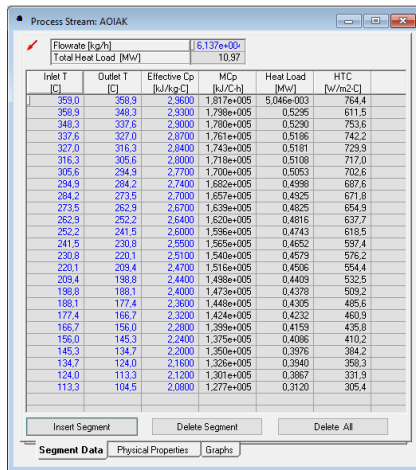 Process Stream: AOIAK
Flowrate [kg/h] 6,137e+00
Total Heat Load [MW] 10,97
Inlet T Outlet T Effective Cp MCp Heat Load HTC
[C] [C] [kJ/kg-C] [kJ/C-h] [MW] [W/m2-C]
359,0 358,9 2,9600 1,817e+005 5,046e-003 764,4
358,9 348,3 2,9300 1,798e+005 0,5295 611,5
348,3 337,6 2,9000 1,780e+005 0,5290 753,6
337,6 327,0 2,8700 1,761e+005 0,5186 742,2
327,0 316,3 2,8400 1,743e+005 0,5181 729,9
316,3 305,6 2,8000 1,718e+005 0,5108 717,0
305,6 294,9 2,7700 1,700e+005 0,5053 702,6
294,9 284,2 2,7400 1,682e+005 0,4998 687,6
284,2 273,5 2,7000 1,657e+005 0,4925 671,8
273,5 262,9 2,6700 1,639e+005 0,4825 654,9
262,9 252,2 2,6400 1,620e+005 0,4816 637,7
252,2 241,5 2,6000 1,596e+005 0,4743 618,5
241,5 230,8 2,5500 1,565e+005 0,4652 597,4
230,8 220,1 2,5100 1,540e+005 0,4579 576,2
220,1 209,4 2,4700 1,516e+005 0,4506 554,4
209,4 198,8 2,4400 1,498e+005 0,4409 532,5
198,8 188,1 2,4000 1,473e+005 0,4378 509,2
188,1 177,4 2,3600 1,448e+005 0,4305 485,6
177,4 166,7 2,3200 1,424e+005 0,4232 460,9
166,7 156,0 2,2800 1,399e+005 0,4159 435,8
156,0 145,3 2,2400 1,375e+005 0,4086 410,2
145,3 134,7 2,2000 1,350e+005 0,3976 384,2
134,7 124,0 2,1600 1,326e+005 0,3940 358,3
124,0 113,3 2,1200 1,301e+005 0,3867 331,9
113,3 104,5 2,0800 1,277e+005 0,3120 305,4
Insert Segment Delete Segment Delete All
Segment Data Physical Properties Graphs